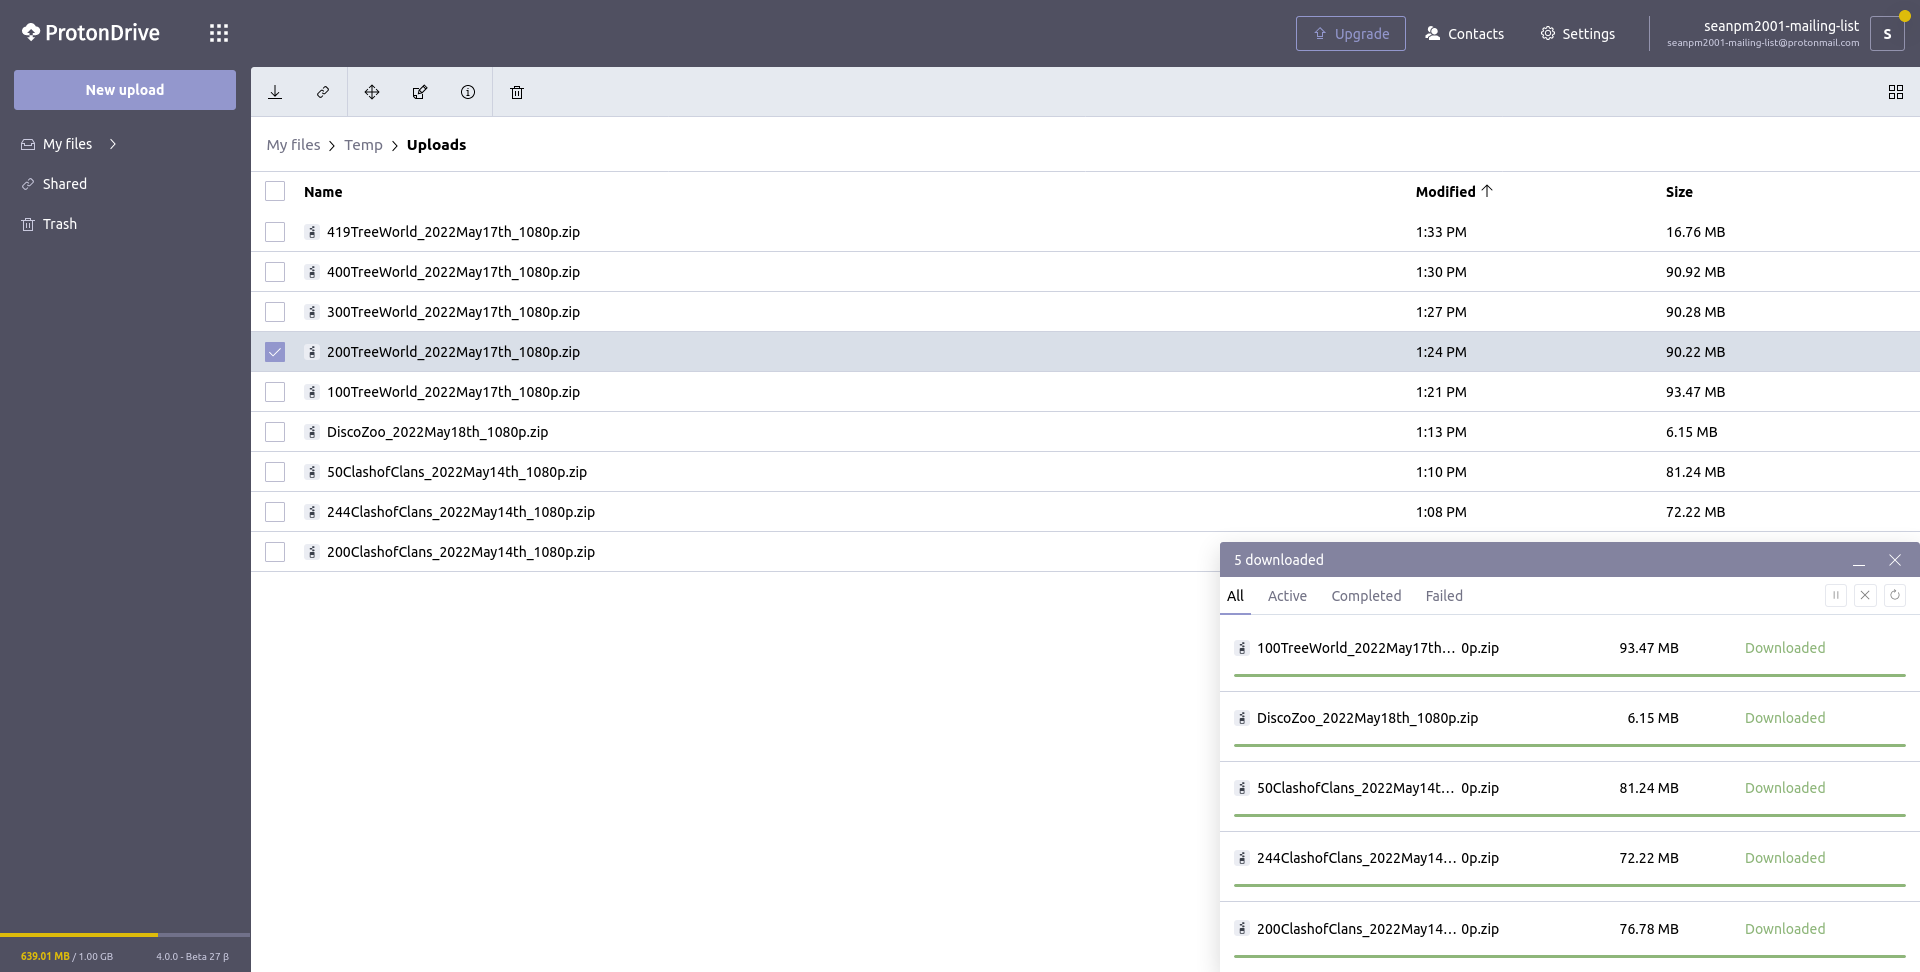 ProtonDrive
Upgrade
Contacts
Settings
seanpm2001-mailing-list
seanpm2001-mailing-list@protonmail.com
S
New upload
My files
Shared
Trash
My files > Temp > Uploads
Name Modified Size
419TreeWorld_2022May17th_1080p.zip 1:33 PM 16.76 MB
400TreeWorld_2022May17th_1080p.zip 1:30 PM 90.92 MB
300TreeWorld_2022May17th_1080p.zip 1:27 PM 90.28 MB
200TreeWorld_2022May17th_1080p.zip 1:24 PM 90.22 MB
100TreeWorld_2022May17th_1080p.zip 1:21 PM 93.47 MB
DiscoZoo_2022May18th_1080p.zip 1:13 PM 6.15 MB
50ClashofClans_2022May14th_1080p.zip 1:10 PM 81.24 MB
244ClashofClans_2022May14th_1080p.zip 1:08 PM 72.22 MB
200ClashofClans_2022May14th_1080p.zip
5 downloaded
All Active Completed Failed
100TreeWorld_2022May17th... 0p.zip 93.47 MB Downloaded
DiscoZoo_2022May18th_1080p.zip 6.15 MB Downloaded
50ClashofClans_2022May14t... 0p.zip 81.24 MB Downloaded
244ClashofClans_2022May14... 0p.zip 72.22 MB Downloaded
200ClashofClans_2022May14... 0p.zip 76.78 MB Downloaded
639.01 MB / 1.00 GB 4.0.0 - Beta 27 β